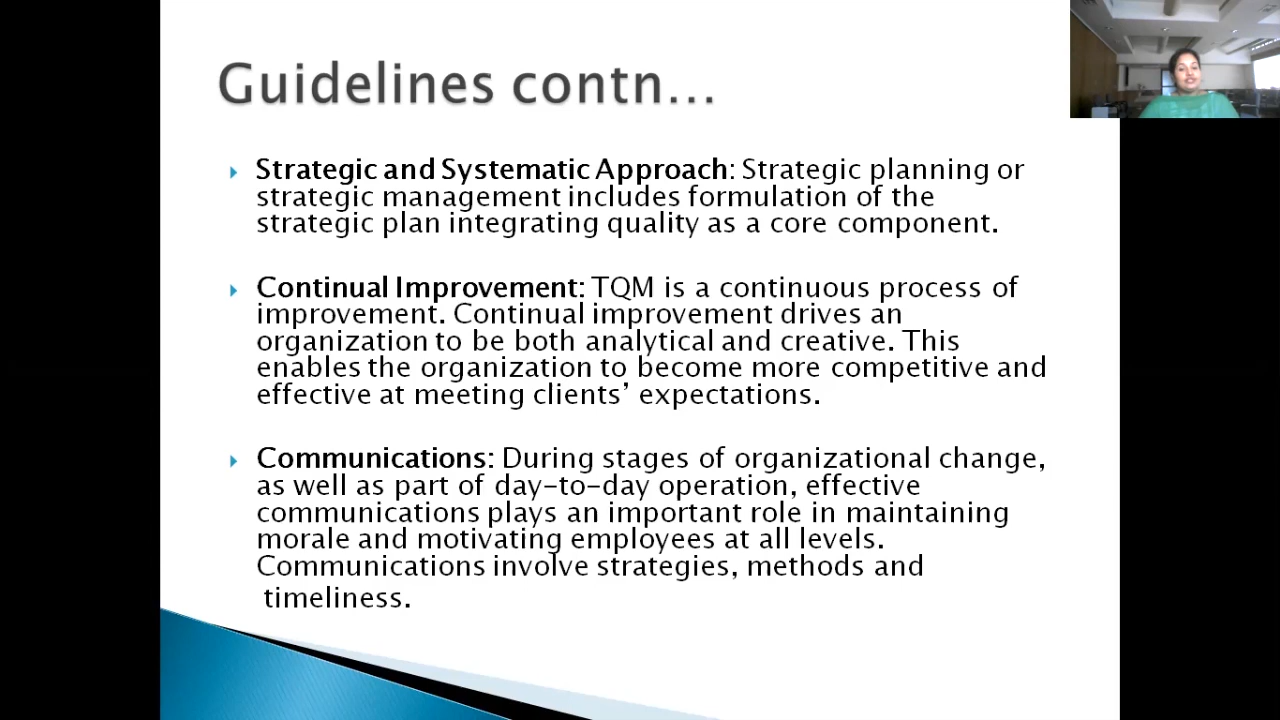 Guidelines contn...
Strategic and Systematic Approach: Strategic planning or
strategic management includes formulation of the
strategic plan integrating quality as a core component.
Continual Improvement: TQM is a continuous process of
improvement. Continual improvement drives an
organization to be both analytical and creative. This
enables the organization to become more competitive and
effective at meeting clients’ expectations.
Communications: During stages of organizational change,
as well as part of day-to-day operation, effective
communications plays an important role in maintaining
morale and motivating employees at all levels.
Communications involve strategies, methods and
timeliness.